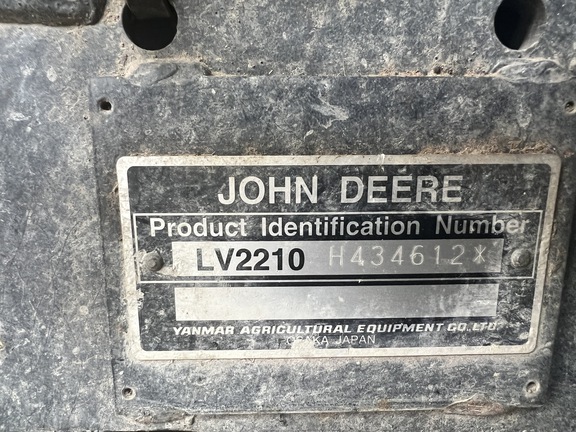 JOHN DEERE
Product Identification Number
LV2210 H434612*
YANMAR AGRICULTURAL EQUIPMENT CO.,LTD.
OSAKA JAPAN